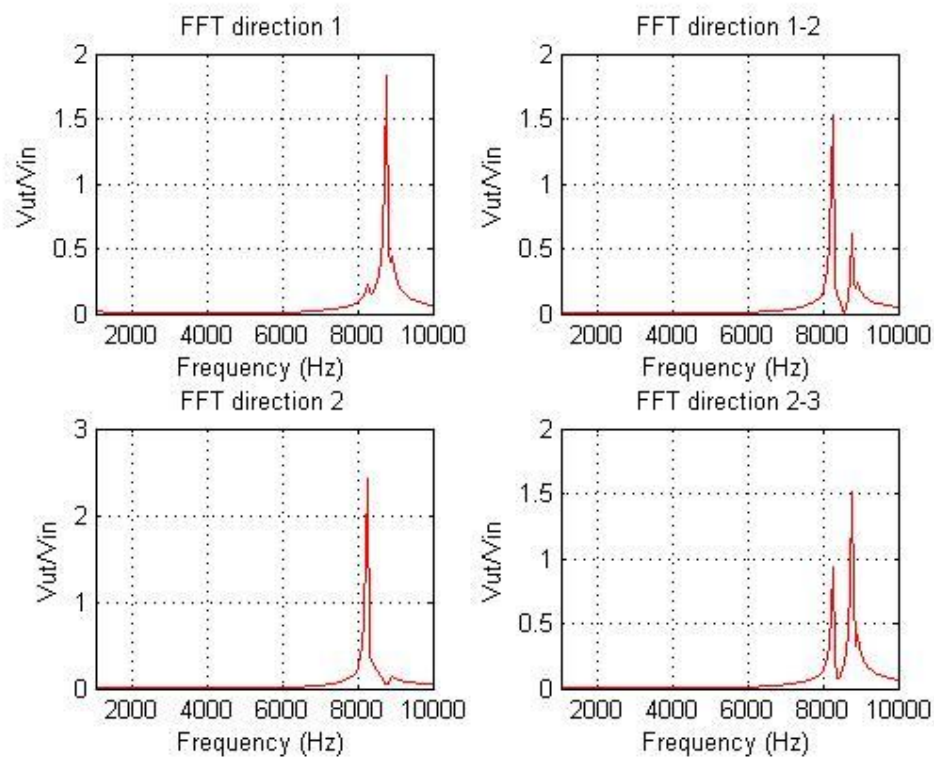 FFT direction 1
2
1.5
1
0.5
0
Vut/Vin
2000 4000 6000 8000 10000
Frequency (Hz)
FFT direction 1-2
2
1.5
1
0.5
0
Vut/Vin
2000 4000 6000 8000 10000
Frequency (Hz)
FFT direction 2
3
2
1
0
Vut/Vin
2000 4000 6000 8000 10000
Frequency (Hz)
FFT direction 2-3
2
1.5
1
0.5
0
Vut/Vin
2000 4000 6000 8000 10000
Frequency (Hz)